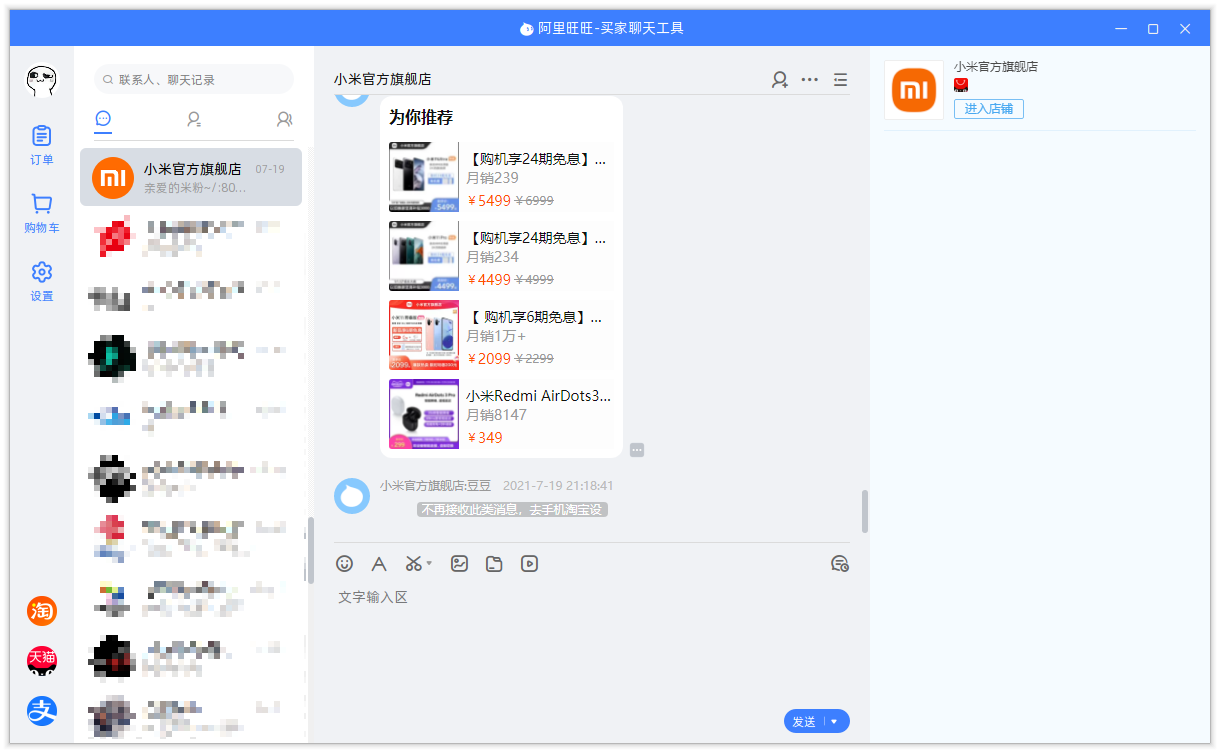 阿里旺旺-买家聊天工具
联系人、聊天记录
订单
购物车
设置
淘
天猫
支
小米官方旗舰店 07-19
亲爱的米粉~/:80...
小米官方旗舰店
为你推荐
【购机享24期免息】...
月销239
￥5499 ￥6999
【购机享24期免息】...
月销234
￥4499 ￥4999
【 购机享6期免息】...
月销1万+
￥2099 ￥2299
小米Redmi AirDots3...
月销8147
￥349
小米官方旗舰店:豆豆 2021-7-19 21:18:41
不再接收此类消息，去手机淘宝设
文字输入区
发送
小米官方旗舰店
进入店铺